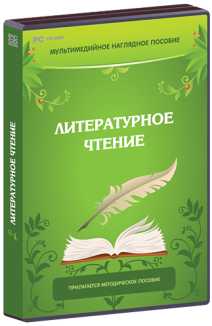 PC
МУЛЬТИМЕДИЙНОЕ НАГЛЯДНОЕ ПОСОБИЕ
ЛИТЕРАТУРНОЕ
ЧТЕНИЕ
ПРИЛАГАЕТСЯ МЕТОДИЧЕСКОЕ ПОСОБИЕ
ЛИТЕРАТУРНОЕ ЧТЕНИЕ